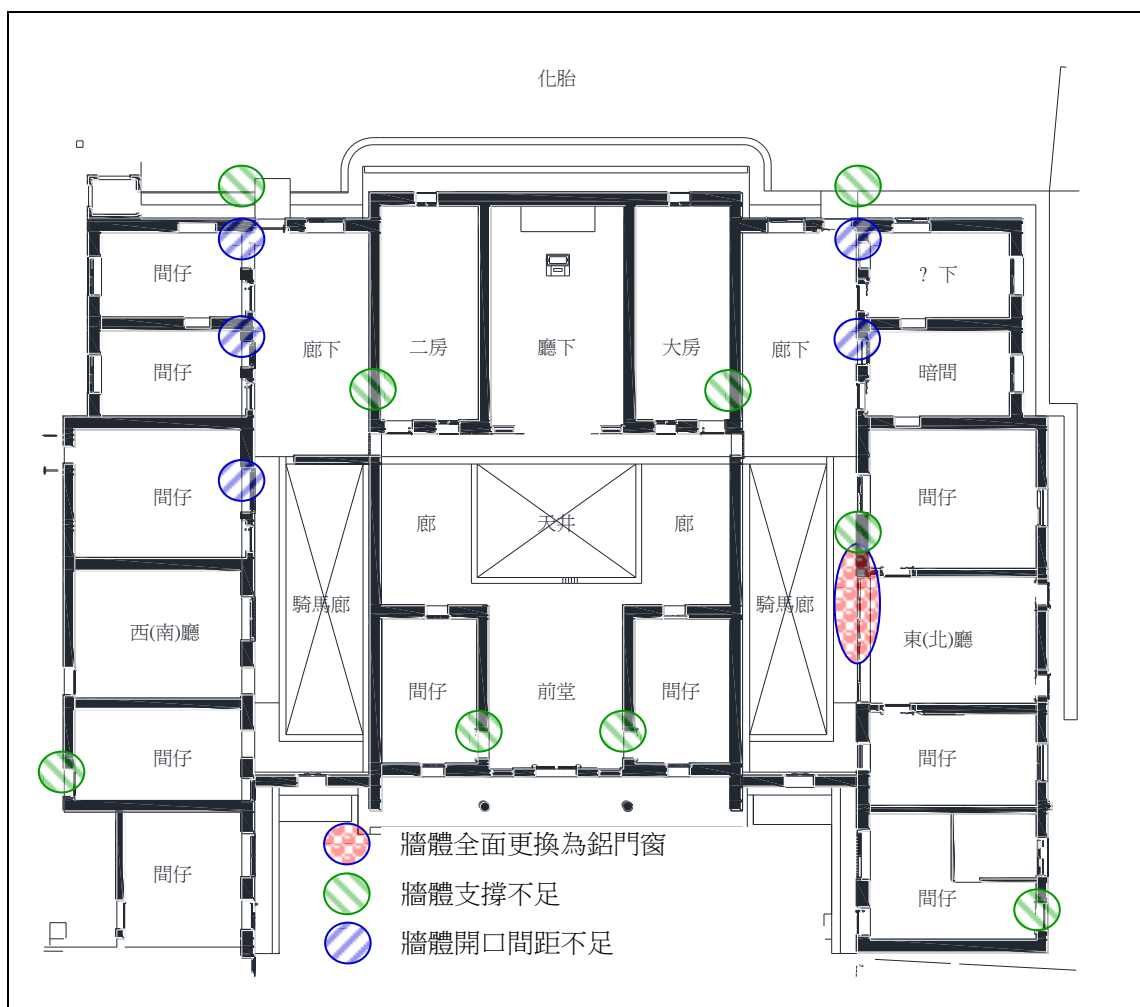 化胎
間仔
? 下
間仔
廊下
二房
廳下
大房
廊下
暗間
間仔
廊
天井
廊
間仔
西(南)廳
騎馬廊
騎馬廊
東(北)廳
間仔
間仔
前堂
間仔
間仔
間仔
間仔
牆體全面更換為鋁門窗
牆體支撐不足
牆體開口間距不足